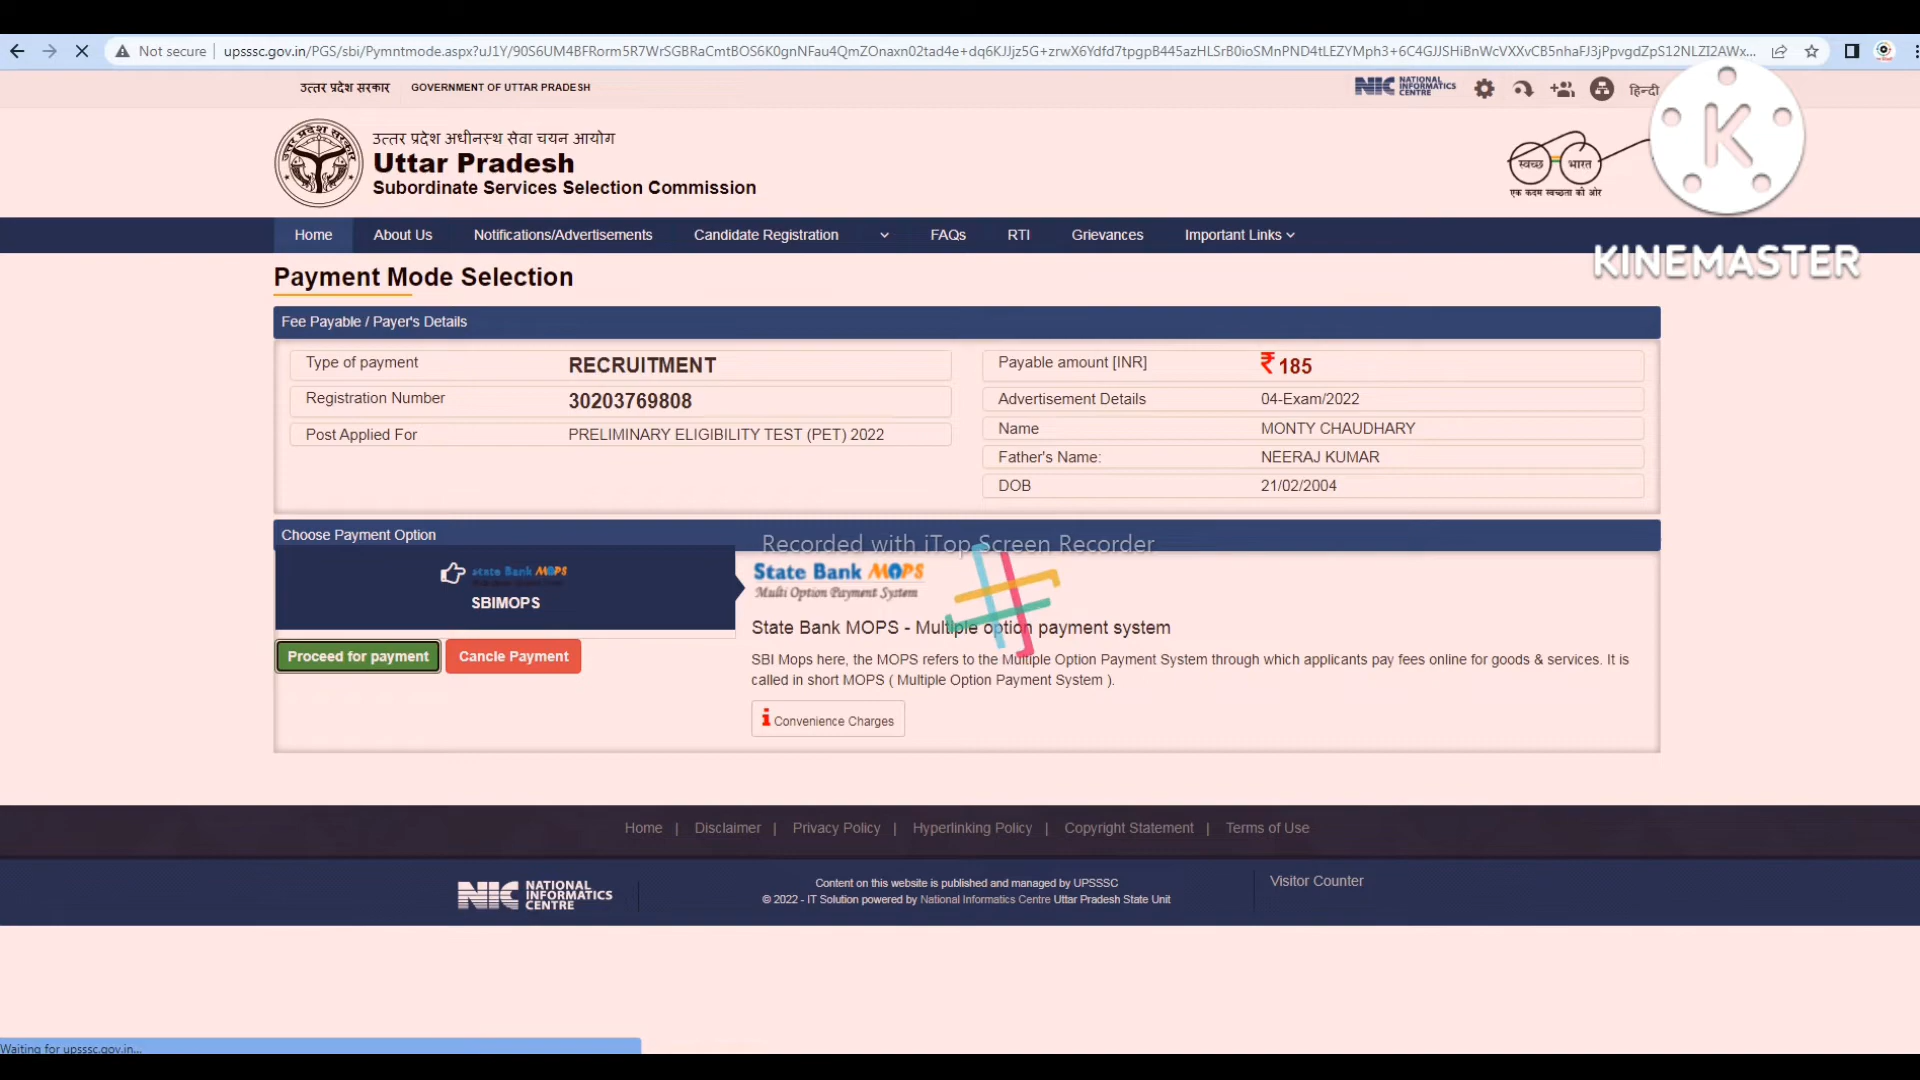 Not secure
upsssc.gov.in/PGS/sbi/Pymntmode.aspx?uJ1Y/90S6UM4BFRorm5R7WrSGBRaCmtBOS6K0gnNFau4QmZOnaxn02tad4e+dq6KJJjz5G+zrwX6Ydfd7tpgpB445azHLSrB0ioSMnPND4tLEZYMph3+6C4GJJSHiBnWcVXXvCB5nhaFJ3jPpvgdZpS12NLZI2AWx...
उत्तर प्रदेश सरकार GOVERNMENT OF UTTAR PRADESH
NIC NATIONAL INFORMATICS CENTRE
हिन्दी
उत्तर प्रदेश अधीनस्थ सेवा चयन आयोग
Uttar Pradesh
Subordinate Services Selection Commission
स्वच्छ भारत
एक कदम स्वच्छता की ओर
K
KINEMASTER
Home About Us Notifications/Advertisements Candidate Registration FAQs RTI Grievances Important Links
Payment Mode Selection
Fee Payable / Payer's Details
Type of payment RECRUITMENT
Registration Number 30203769808
Post Applied For PRELIMINARY ELIGIBILITY TEST (PET) 2022
Payable amount [INR] ₹ 185
Advertisement Details 04-Exam/2022
Name MONTY CHAUDHARY
Father's Name: NEERAJ KUMAR
DOB 21/02/2004
Choose Payment Option
Recorded with iTop Screen Recorder
state Bank MOPS
SBIMOPS
Proceed for payment Cancle Payment
State Bank MOPS
Multi Option Payment System
State Bank MOPS - Multiple option payment system
SBI Mops here, the MOPS refers to the Multiple Option Payment System through which applicants pay fees online for goods & services. It is
called in short MOPS ( Multiple Option Payment System ).
i Convenience Charges
Home | Disclaimer | Privacy Policy | Hyperlinking Policy | Copyright Statement | Terms of Use
NIC NATIONAL INFORMATICS CENTRE
Content on this website is published and managed by UPSSSC
© 2022 - IT Solution powered by National Informatics Centre Uttar Pradesh State Unit
Visitor Counter
Waiting for upsssc.gov.in...